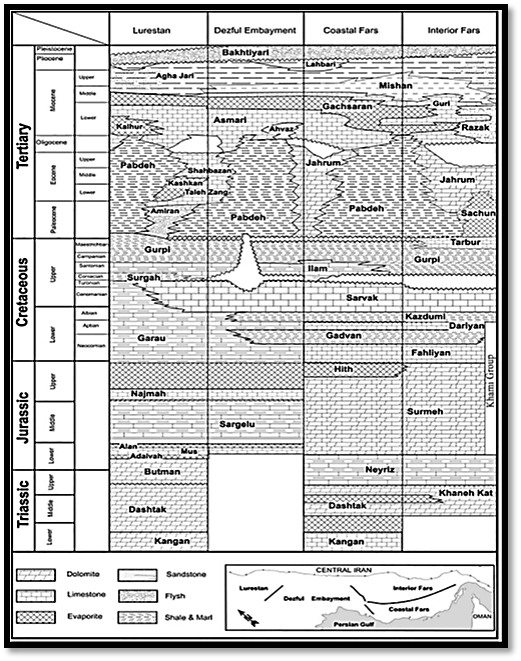 Lurestan Dezful Embayment Coastal Fars Interior Fars
Pleistocene
Bakhtiyari
Pliocene
Lahbari
Tertiary
Miocene
Upper
Agha Jari
Mishan
Middle
Gachsaran
Guri
Lower
Asmari
Kalhur
Ahvaz
Razak
Oligocene
Eocene
Upper
Pabdeh
Shahbazan
Jahrum
Middle
Kashkan
Jahrum
Lower
Taleh Zang
Paleocene
Amiran
Pabdeh
Pabdeh
Sachun
Cretaceous
Upper
Maastrichtian
Tarbur
Campanian
Gurpi
Gurpi
Santonian
Ilam
Coniacian
Surgah
Turonian
Cenomanian
Sarvak
Lower
Albian
Kazdumi
Aptian
Dariyan
Garau
Gadvan
Neocomian
Fahliyan
Khami Group
Jurassic
Upper
Hith
Najmah
Surmeh
Middle
Sargelu
Lower
Alan
Mus
Adaiyah
Neyriz
Triassic
Upper
Butman
Khaneh Kat
Middle
Dashtak
Dashtak
Lower
Kangan
Kangan
Dolomite
Sandstone
Limestone
Flysh
Evaporite
Shale & Marl
CENTRAL IRAN
Lurestan
Interior Fars
Dezful Embayment
Coastal Fars
Persian Gulf
OMAN